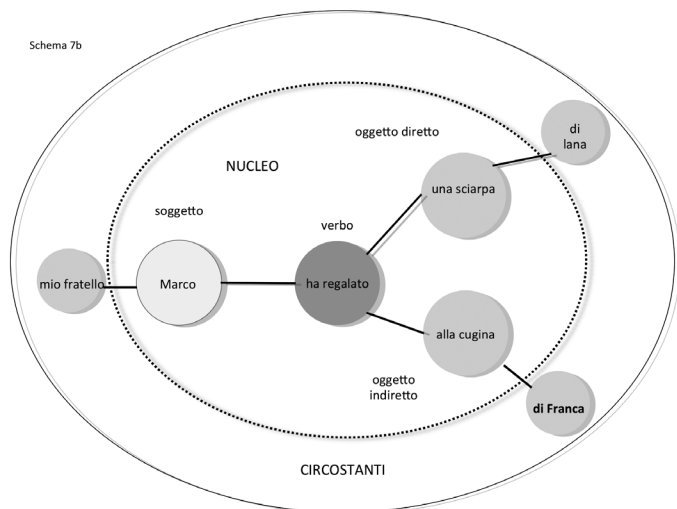 Schema 7b
di
lana
oggetto diretto
NUCLEO
una sciarpa
soggetto
verbo
mio fratello
Marco
ha regalato
alla cugina
oggetto
indiretto
di Franca
CIRCOSTANTI